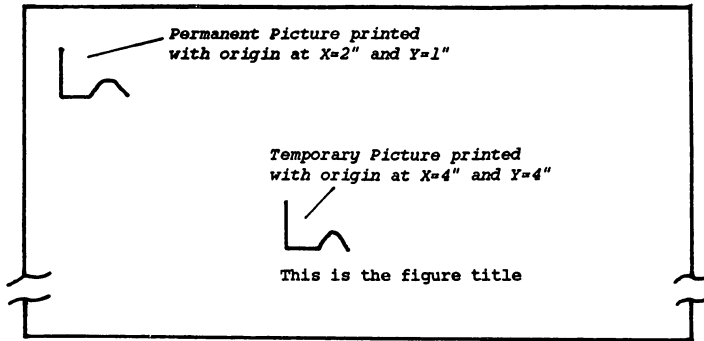 Permanent Picture printed
with origin at X=2" and Y=1"
Temporary Picture printed
with origin at X=4" and Y=4"
This is the figure title